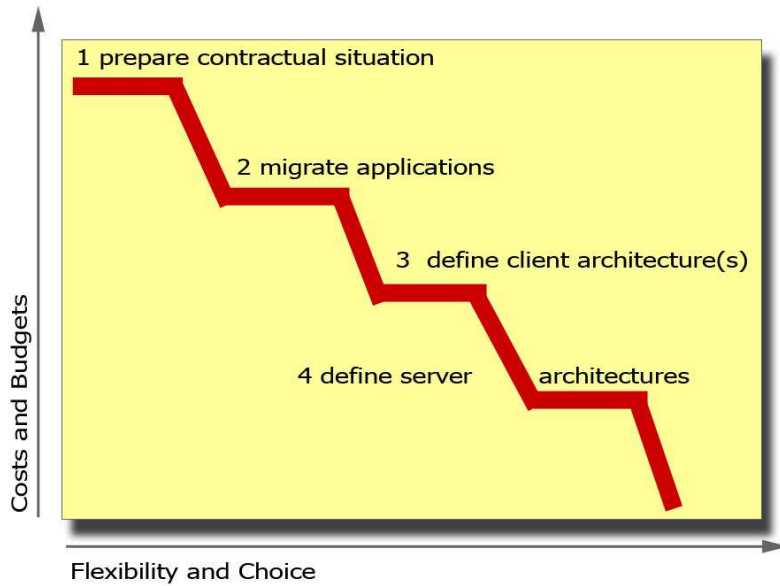 1 prepare contractual situation
2 migrate applications
3 define client architecture(s)
4 define server architectures
Costs and Budgets
Flexibility and Choice